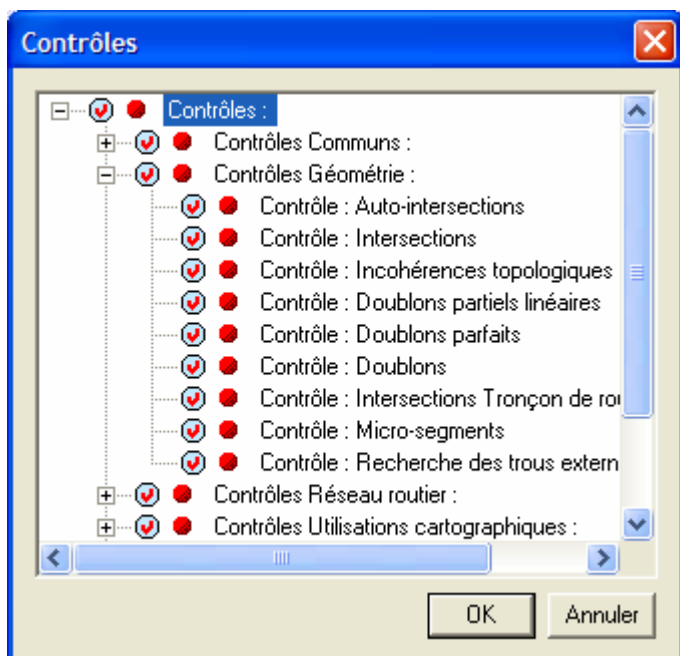 Contrôles
Contrôles :
Contrôles Communs :
Contrôles Géométrie :
Contrôle : Auto-intersections
Contrôle : Intersections
Contrôle : Incohérences topologiques
Contrôle : Doublons partiels linéaires
Contrôle : Doublons parfaits
Contrôle : Doublons
Contrôle : Intersections Tronçon de
Contrôle : Micro-segments
Contrôle : Recherche des trous extern
Contrôles Réseau routier :
Contrôles Utilisations cartographiques :
OK Annuler